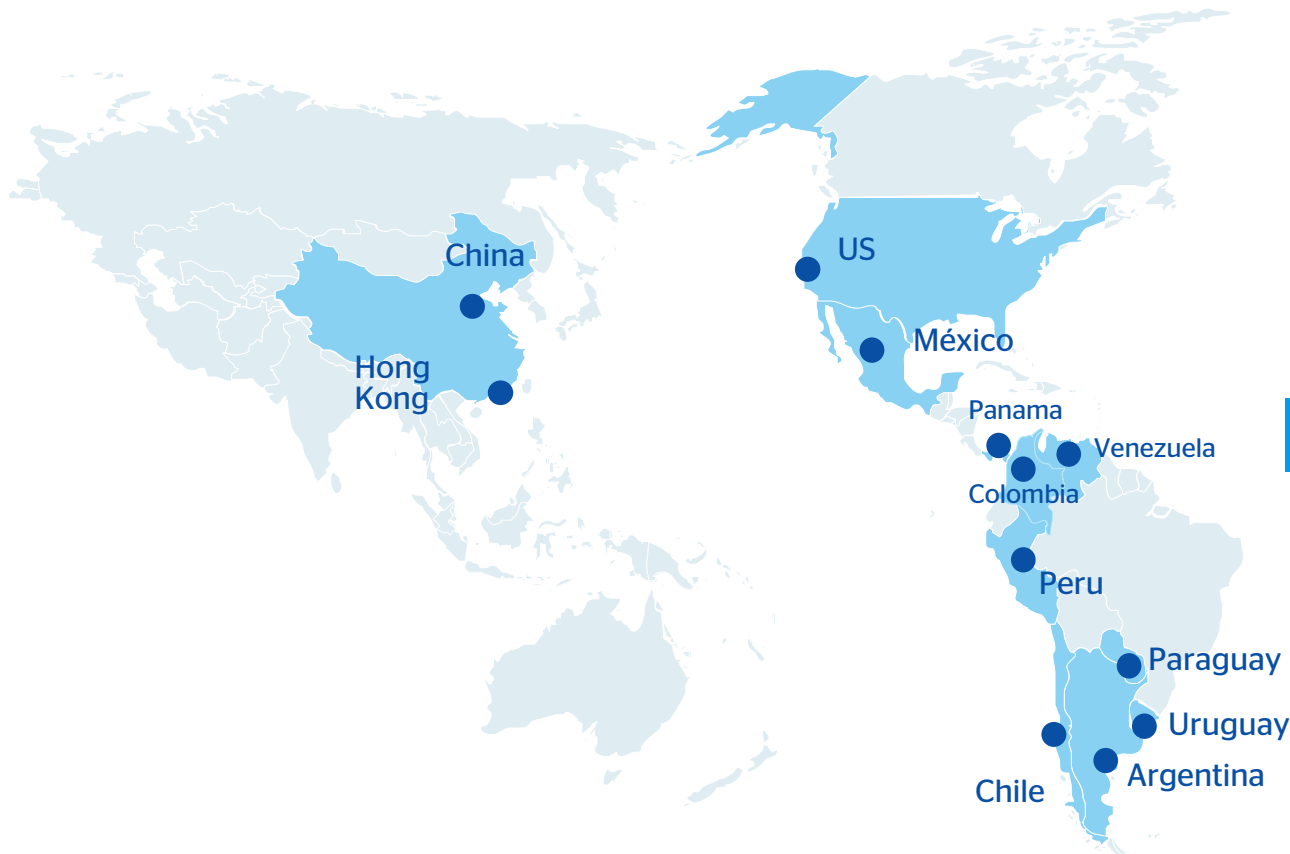 China
Hong
Kong
US
México
Panama
Venezuela
Colombia
Peru
Paraguay
Uruguay
Argentina
Chile